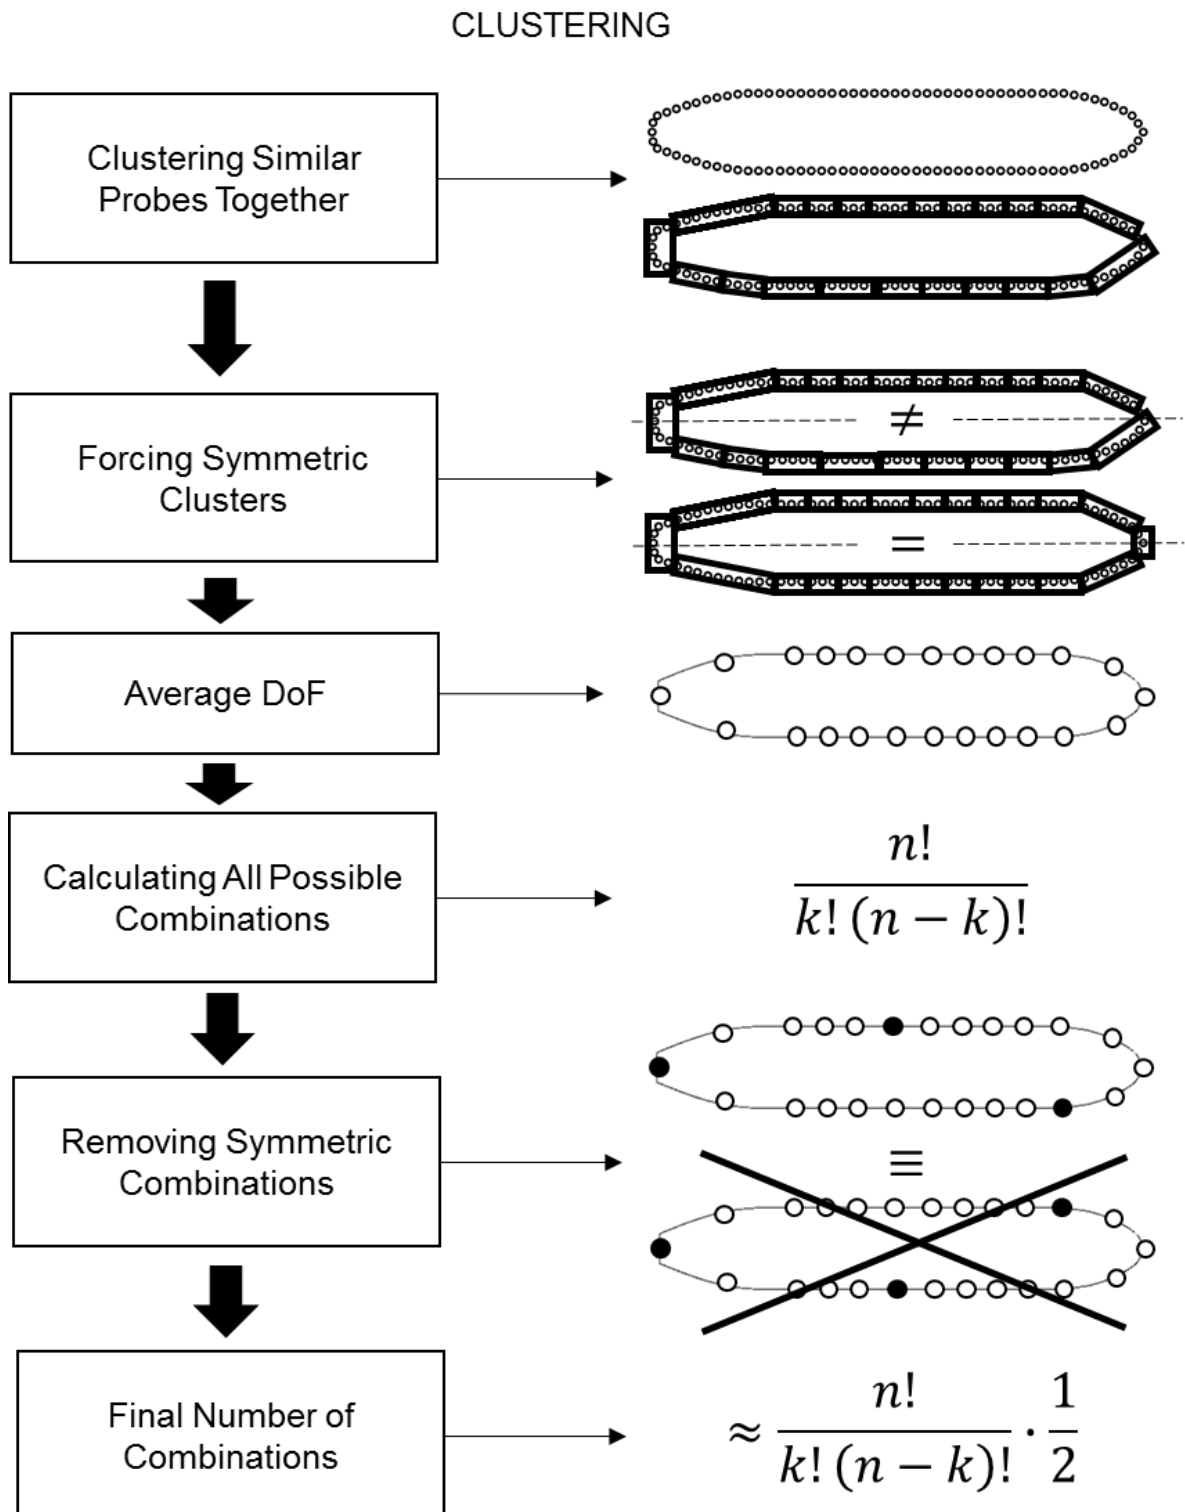 CLUSTERING
Clustering Similar
Probes Together
Forcing Symmetric
Clusters
≠
=
Average DoF
Calculating All Possible
Combinations
n!
k! (n − k)!
Removing Symmetric
Combinations
≡
Final Number of
Combinations
≈ n! / k! (n − k)! · 1/2